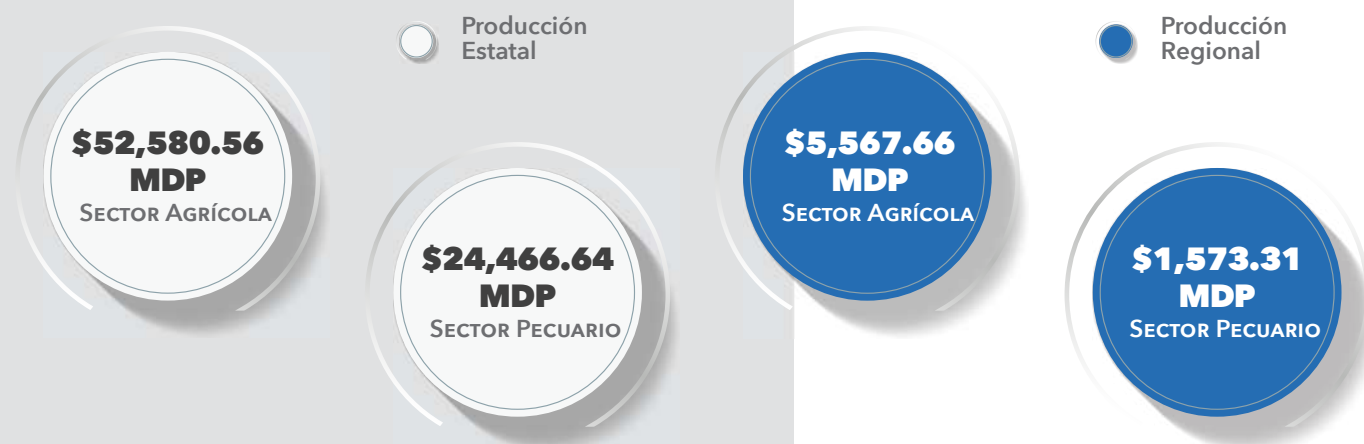 Producción
Estatal
$52,580.56
MDP
Sector Agrícola
$24,466.64
MDP
Sector Pecuario
Producción
Regional
$5,567.66
MDP
Sector Agrícola
$1,573.31
MDP
Sector Pecuario